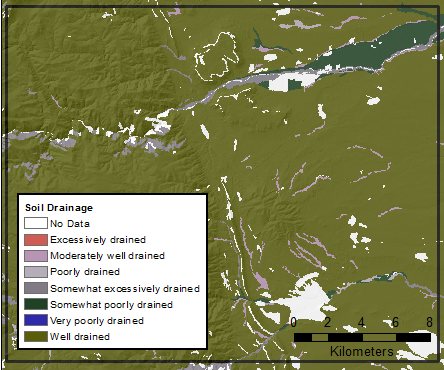 Soil Drainage
No Data
Excessively drained
Moderately well drained
Poorly drained
Somewhat excessively drained
Somewhat poorly drained
Very poorly drained
Well drained
0 2 4 6 8
Kilometers